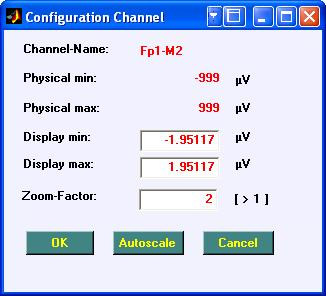 Configuration Channel
Channel-Name: Fp1-M2
Physical min: -999 µV
Physical max: 999 µV
Display min: -1.95117 µV
Display max: 1.95117 µV
Zoom-Factor: 2 [ > 1 ]
OK Autoscale Cancel